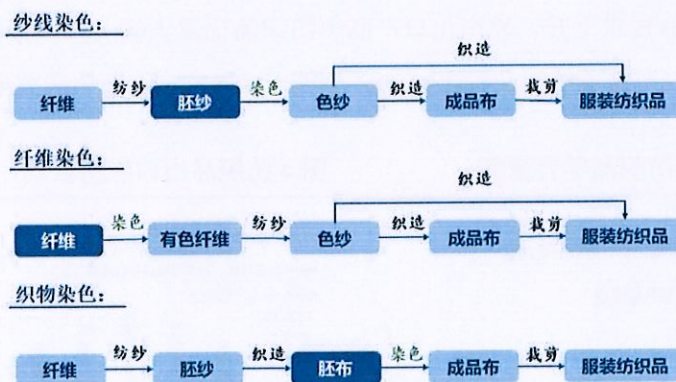 纱线染色：
织造
纤维 纺纱 胚纱 染色 色纱 织造 成品布 裁剪 服装纺织品
纤维染色：
织造
纤维 染色 有色纤维 纺纱 色纱 织造 成品布 裁剪 服装纺织品
织物染色：
纤维 纺纱 胚纱 织造 胚布 染色 成品布 裁剪 服装纺织品